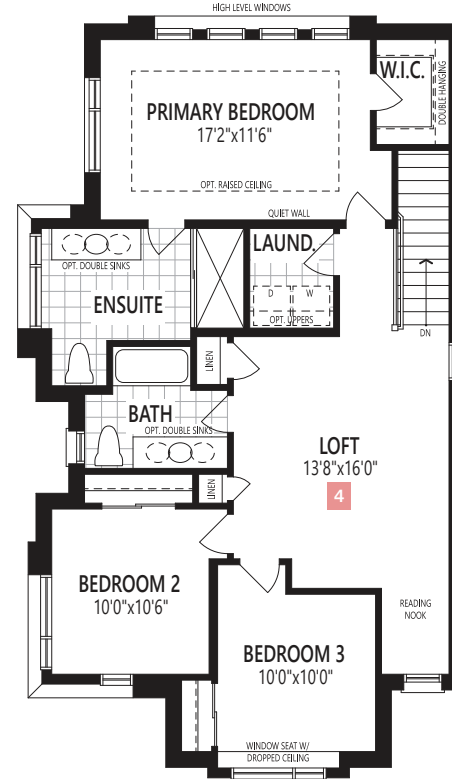 HIGH LEVEL WINDOWS
W.I.C.
DOUBLE HANGING
PRIMARY BEDROOM
17'2"x11'6"
OPT. RAISED CEILING
QUIET WALL
LAUND.
D
W
OPT. UPPERS
OPT. DOUBLE SINKS
ENSUITE
DN
LINEN
BATH
OPT. DOUBLE SINKS
LOFT
13'8"x16'0"
4
LINEN
BEDROOM 2
10'0"x10'6"
READING
NOOK
BEDROOM 3
10'0"x10'0"
WINDOW SEAT W/
DROPPED CEILING